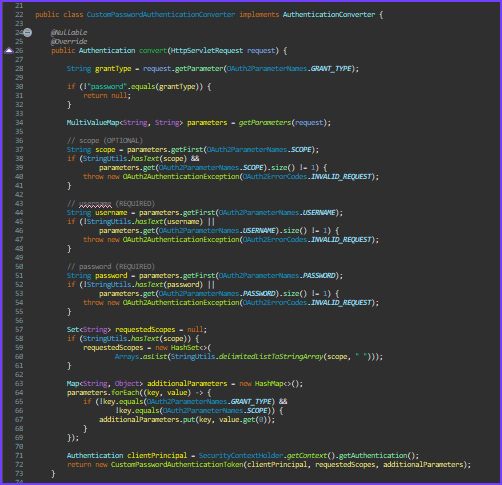 21
22 public class CustomPasswordAuthenticationConverter implements AuthenticationConverter {
23
24 @Nullable
25 @Override
26 public Authentication convert(HttpServletRequest request) {
27
28 String grantType = request.getParameter(OAuth2ParameterNames.GRANT_TYPE);
29
30 if (!"password".equals(grantType)) {
31 return null;
32 }
33
34 MultiValueMap<String, String> parameters = getParameters(request);
35
36 // scope (OPTIONAL)
37 String scope = parameters.getFirst(OAuth2ParameterNames.SCOPE);
38 if (StringUtils.hasText(scope) &&
39 parameters.get(OAuth2ParameterNames.SCOPE).size() != 1) {
40 throw new OAuth2AuthenticationException(OAuth2ErrorCodes.INVALID_REQUEST);
41 }
42
43 // username (REQUIRED)
44 String username = parameters.getFirst(OAuth2ParameterNames.USERNAME);
45 if (!StringUtils.hasText(username) ||
46 parameters.get(OAuth2ParameterNames.USERNAME).size() != 1) {
47 throw new OAuth2AuthenticationException(OAuth2ErrorCodes.INVALID_REQUEST);
48 }
49
50 // password (REQUIRED)
51 String password = parameters.getFirst(OAuth2ParameterNames.PASSWORD);
52 if (!StringUtils.hasText(password) ||
53 parameters.get(OAuth2ParameterNames.PASSWORD).size() != 1) {
54 throw new OAuth2AuthenticationException(OAuth2ErrorCodes.INVALID_REQUEST);
55 }
56
57 Set<String> requestedScopes = null;
58 if (StringUtils.hasText(scope)) {
59 requestedScopes = new HashSet<>(
60 Arrays.asList(StringUtils.delimitedListToStringArray(scope, " ")));
61 }
62
63 Map<String, Object> additionalParameters = new HashMap<>();
64 parameters.forEach((key, value) -> {
65 if (!key.equals(OAuth2ParameterNames.GRANT_TYPE) &&
66 !key.equals(OAuth2ParameterNames.SCOPE)) {
67 additionalParameters.put(key, value.get(0));
68 }
69 });
70
71 Authentication clientPrincipal = SecurityContextHolder.getContext().getAuthentication();
72 return new CustomPasswordAuthenticationToken(clientPrincipal, requestedScopes, additionalParameters);
73 }
74